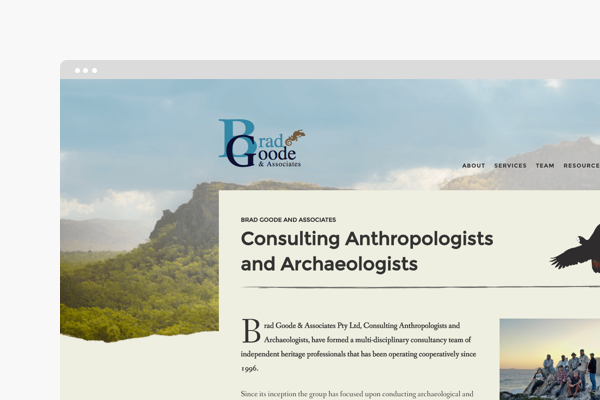 Brad
Goode
& Associates
ABOUT SERVICES TEAM
BRAD GOODE AND ASSOCIATES
Consulting Anthropologists
and Archaeologists
Brad Goode & Associates Pty Ltd, Consulting Anthropologists and
Archaeologists, have formed a multi-disciplinary consultancy team of
independent heritage professionals that has been operating cooperatively since
1996.
Since its inception the group has focused upon conducting archaeological and